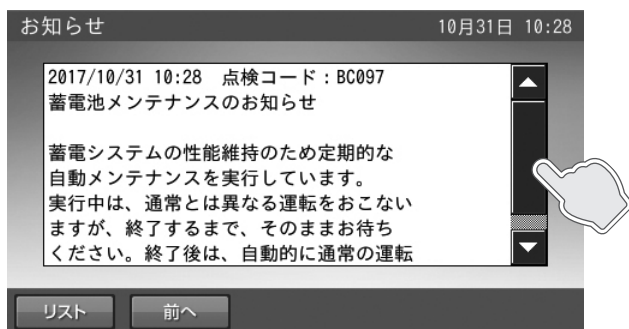 お知らせ
10月31日 10:28
2017/10/31 10:28 点検コード：BC097
蓄電池メンテナンスのお知らせ
蓄電システムの性能維持のため定期的な
自動メンテナンスを実行しています。
実行中は、通常とは異なる運転をおこない
ますが、終了するまで、そのままお待ち
ください。終了後は、自動的に通常の運転
リスト
前へ